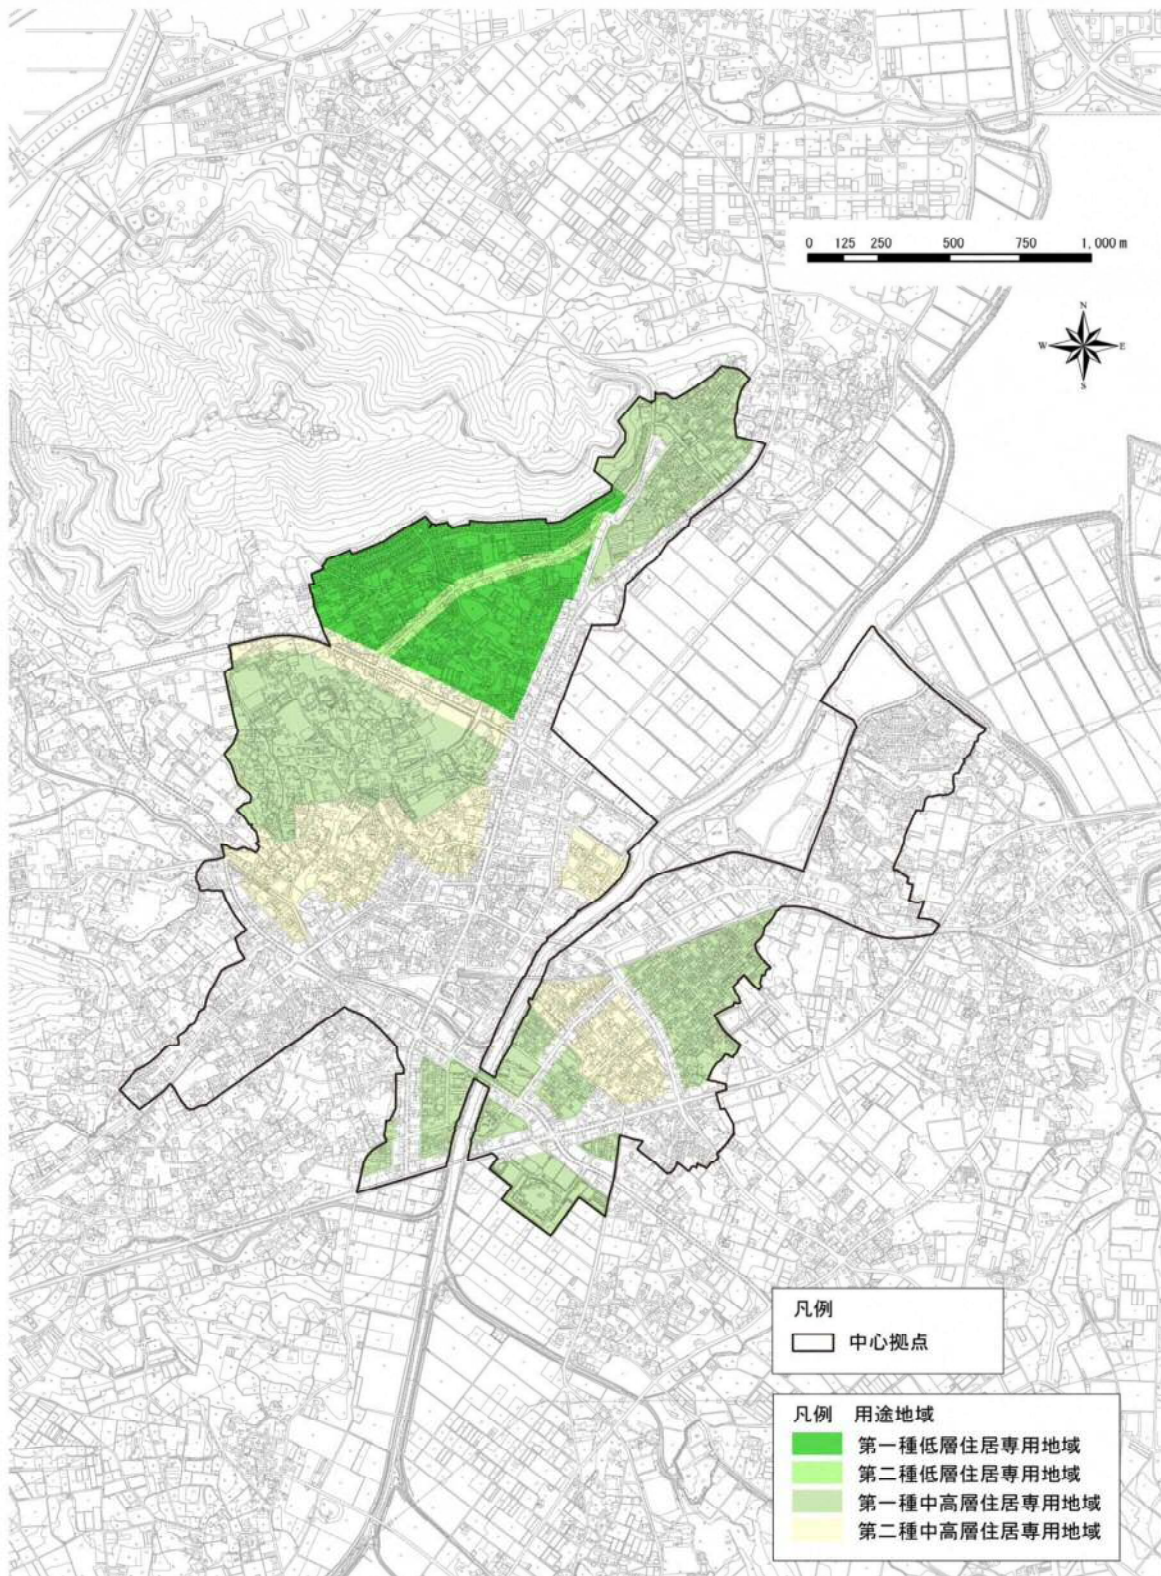 0 125 250 500 750 1,000 m
N
W E
S
凡例
中心拠点
凡例 用途地域
第一種低層住居専用地域
第二種低層住居専用地域
第一種中高層住居専用地域
第二種中高層住居専用地域